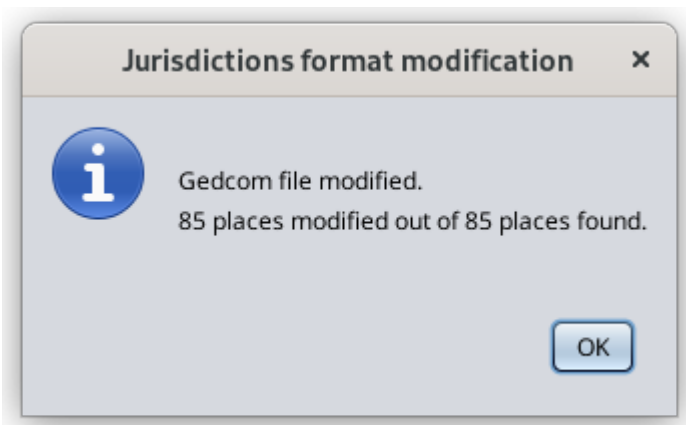 Jurisdictions format modification
Gedcom file modified.
85 places modified out of 85 places found.
OK